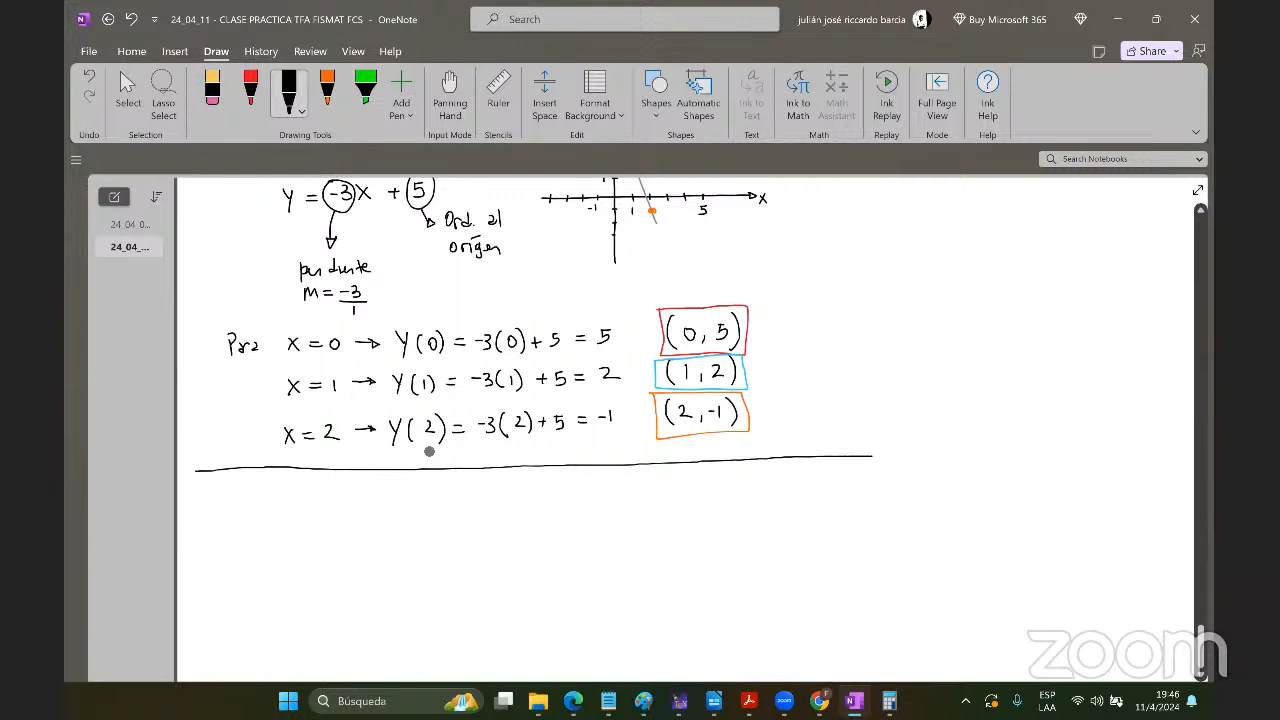 24_04_11 - CLASE PRACTICA TFA FISMAT FCS - OneNote
Search
julián josé riccardo barcia
Buy Microsoft 365
File Home Insert Draw History Review View Help
Share
Select
Lasso Select
Add Pen
Panning Hand
Ruler
Insert Space
Format Background
Shapes
Automatic Shapes
Ink to Text
Ink to Math
Math Assistant
Ink Replay
Full Page View
Ink Help
Undo
Selection
Drawing Tools
Input Mode
Stencils
Edit
Shapes
Math
Replay
Mode
Help
Search Notebooks
24_04_0...
24_04_...
Y = -3X + 5
Ord. al
origen
pendiente
m = -3/1
-1 1 5 X
Para X = 0 → Y(0) = -3(0) + 5 = 5 (0, 5)
X = 1 → Y(1) = -3(1) + 5 = 2 (1, 2)
X = 2 → Y(2) = -3(2) + 5 = -1 (2, -1)
zoom
Búsqueda
ESP
LAA
19:46
11/4/2024